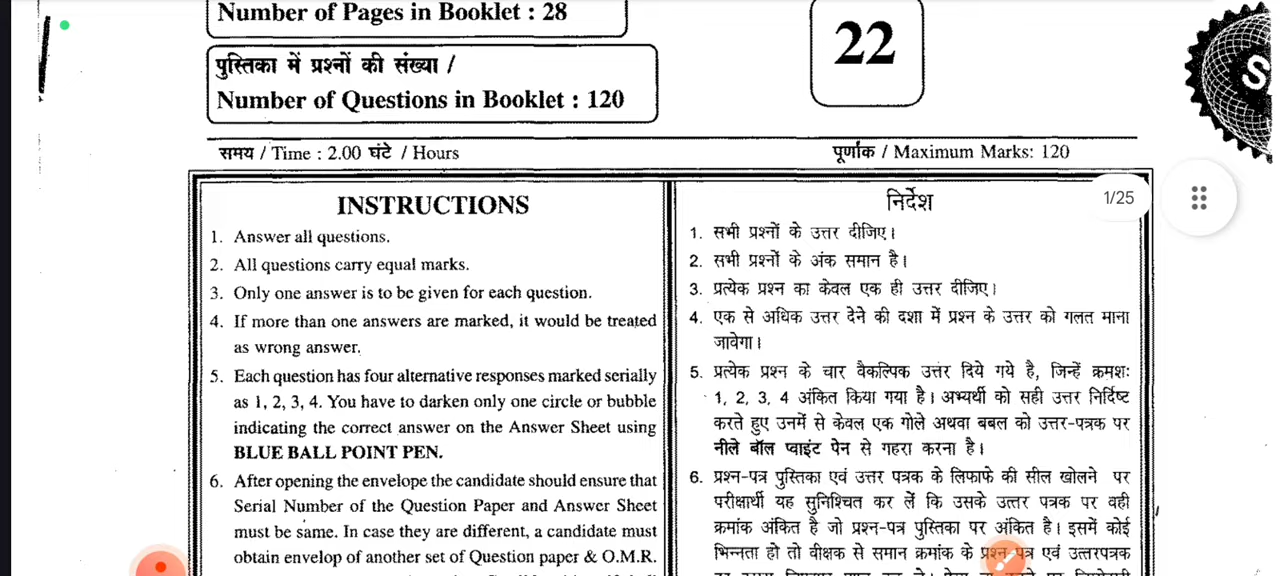 Number of Pages in Booklet : 28
पुस्तिका में प्रश्नों की संख्या /
Number of Questions in Booklet : 120
22
S
समय / Time : 2.00 घंटे / Hours
पूर्णांक / Maximum Marks: 120
INSTRUCTIONS
1. Answer all questions.
2. All questions carry equal marks.
3. Only one answer is to be given for each question.
4. If more than one answers are marked, it would be treated
as wrong answer.
5. Each question has four alternative responses marked serially
as 1, 2, 3, 4. You have to darken only one circle or bubble
indicating the correct answer on the Answer Sheet using
BLUE BALL POINT PEN.
6. After opening the envelope the candidate should ensure that
Serial Number of the Question Paper and Answer Sheet
must be same. In case they are different, a candidate must
obtain envelop of another set of Question paper & O.M.R.
निर्देश
1/25
1. सभी प्रश्नों के उत्तर दीजिए।
2. सभी प्रश्नों के अंक समान है।
3. प्रत्येक प्रश्न का केवल एक ही उत्तर दीजिए।
4. एक से अधिक उत्तर देने की दशा में प्रश्न के उत्तर को गलत माना
जावेगा।
5. प्रत्येक प्रश्न के चार वैकल्पिक उत्तर दिये गये है, जिन्हें क्रमशः
1, 2, 3, 4 अंकित किया गया है। अभ्यर्थी को सही उत्तर निर्दिष्ट
करते हुए उनमें से केवल एक गोले अथवा बबल को उत्तर-पत्रक पर
नीले बॉल प्वाइंट पेन से गहरा करना है।
6. प्रश्न-पत्र पुस्तिका एवं उत्तर पत्रक के लिफाफे की सील खोलने पर
परीक्षार्थी यह सुनिश्चित कर लें कि उसके उत्तर पत्रक पर वही
क्रमांक अंकित है जो प्रश्न-पत्र पुस्तिका पर अंकित है। इसमें कोई
भिन्नता हो तो वीक्षक से समान क्रमांक के प्रश्न पत्र एवं उत्तरपत्रक